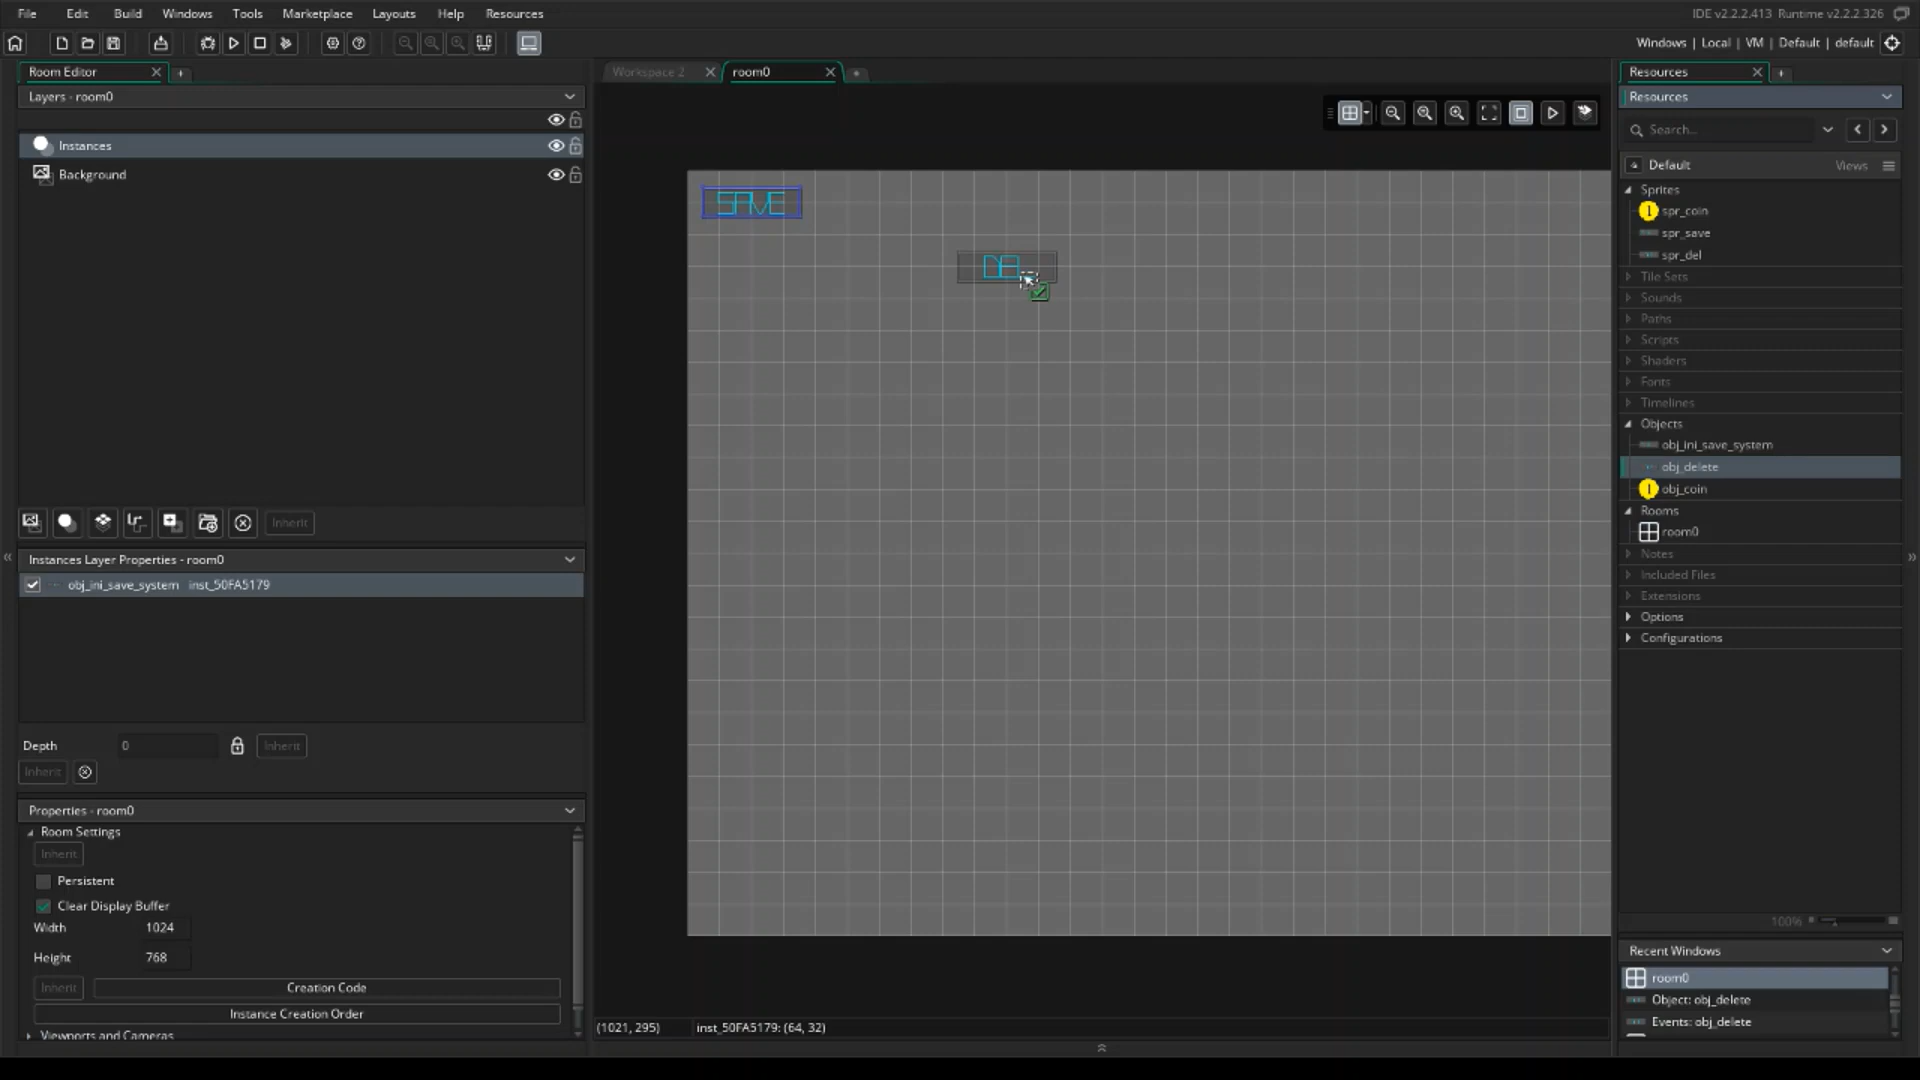 File Edit Build Windows Tools Marketplace Layouts Help Resources
IDE v2.2.2.413 Runtime v2.2.2.326
Windows | Local | VM | Default | default
Room Editor
Workspace 2
room0
Resources
Layers - room0
Resources
Search...
Instances
Background
Default
Views
SAVE
Sprites
spr_coin
spr_save
spr_del
Tile Sets
Sounds
Paths
Scripts
Shaders
Fonts
Timelines
Objects
obj_ini_save_system
obj_delete
obj_coin
Rooms
room0
Notes
Included Files
Extensions
Options
Configurations
Inherit
Instances Layer Properties - room0
obj_ini_save_system inst_50FA5179
Depth 0 Inherit
Inherit
Properties - room0
Room Settings
Inherit
Persistent
Clear Display Buffer
Width 1024
Height 768
Inherit Creation Code
Instance Creation Order
Viewports and Cameras
(1021, 295) inst_50FA5179: (64, 32)
100%
Recent Windows
room0
Object: obj_delete
Events: obj_delete